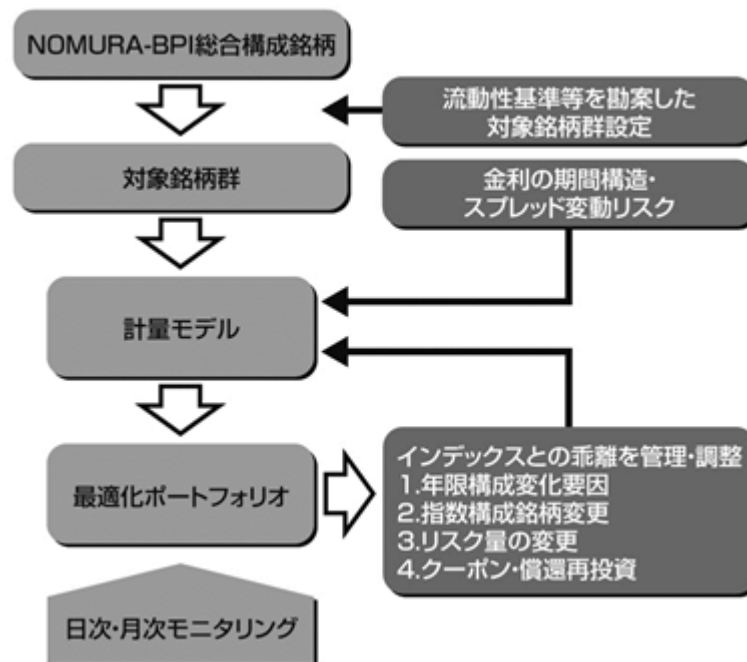 NOMURA-BPI総合構成銘柄
流動性基準等を勘案した
対象銘柄群設定
対象銘柄群
金利の期間構造・
スプレッド変動リスク
計量モデル
最適化ポートフォリオ
インデックスとの乖離を管理・調整
1.年限構成変化要因
2.指数構成銘柄変更
3.リスク量の変更
4.クーポン・償還再投資
日次・月次モニタリング